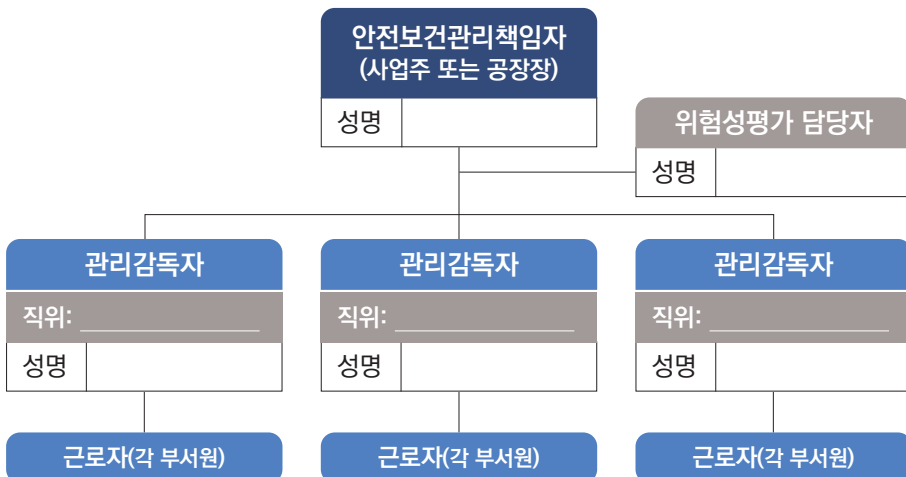 안전보건관리책임자
(사업주 또는 공장장)
성명
위험성평가 담당자
성명
관리감독자
관리감독자
관리감독자
직위:
직위:
직위:
성명
성명
성명
근로자(각 부서원)
근로자(각 부서원)
근로자(각 부서원)